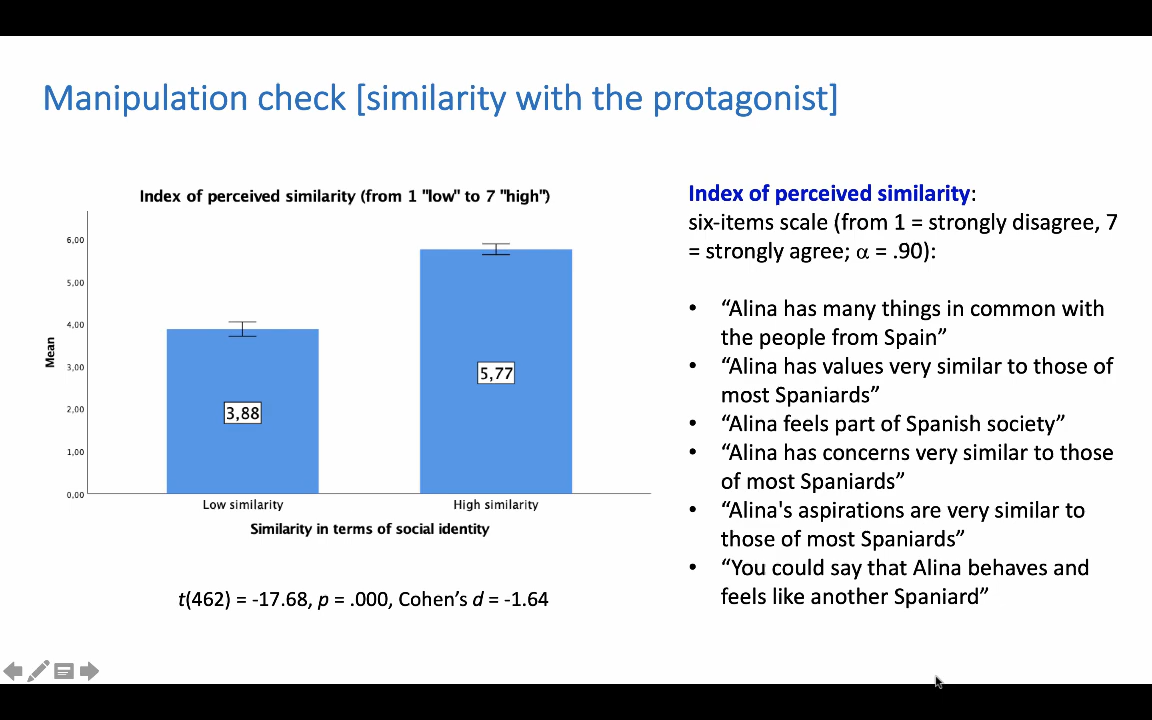 Manipulation check [similarity with the protagonist]
Index of perceived similarity (from 1 "low" to 7 "high")
Mean
6,00
5,00
4,00
3,00
2,00
1,00
0,00
3,88
5,77
Low similarity
High similarity
Similarity in terms of social identity
t(462) = -17.68, p = .000, Cohen’s d = -1.64
Index of perceived similarity:
six-items scale (from 1 = strongly disagree, 7
= strongly agree; α = .90):
• “Alina has many things in common with
the people from Spain”
• “Alina has values very similar to those of
most Spaniards”
• “Alina feels part of Spanish society”
• “Alina has concerns very similar to those
of most Spaniards”
• “Alina's aspirations are very similar to
those of most Spaniards”
• “You could say that Alina behaves and
feels like another Spaniard”